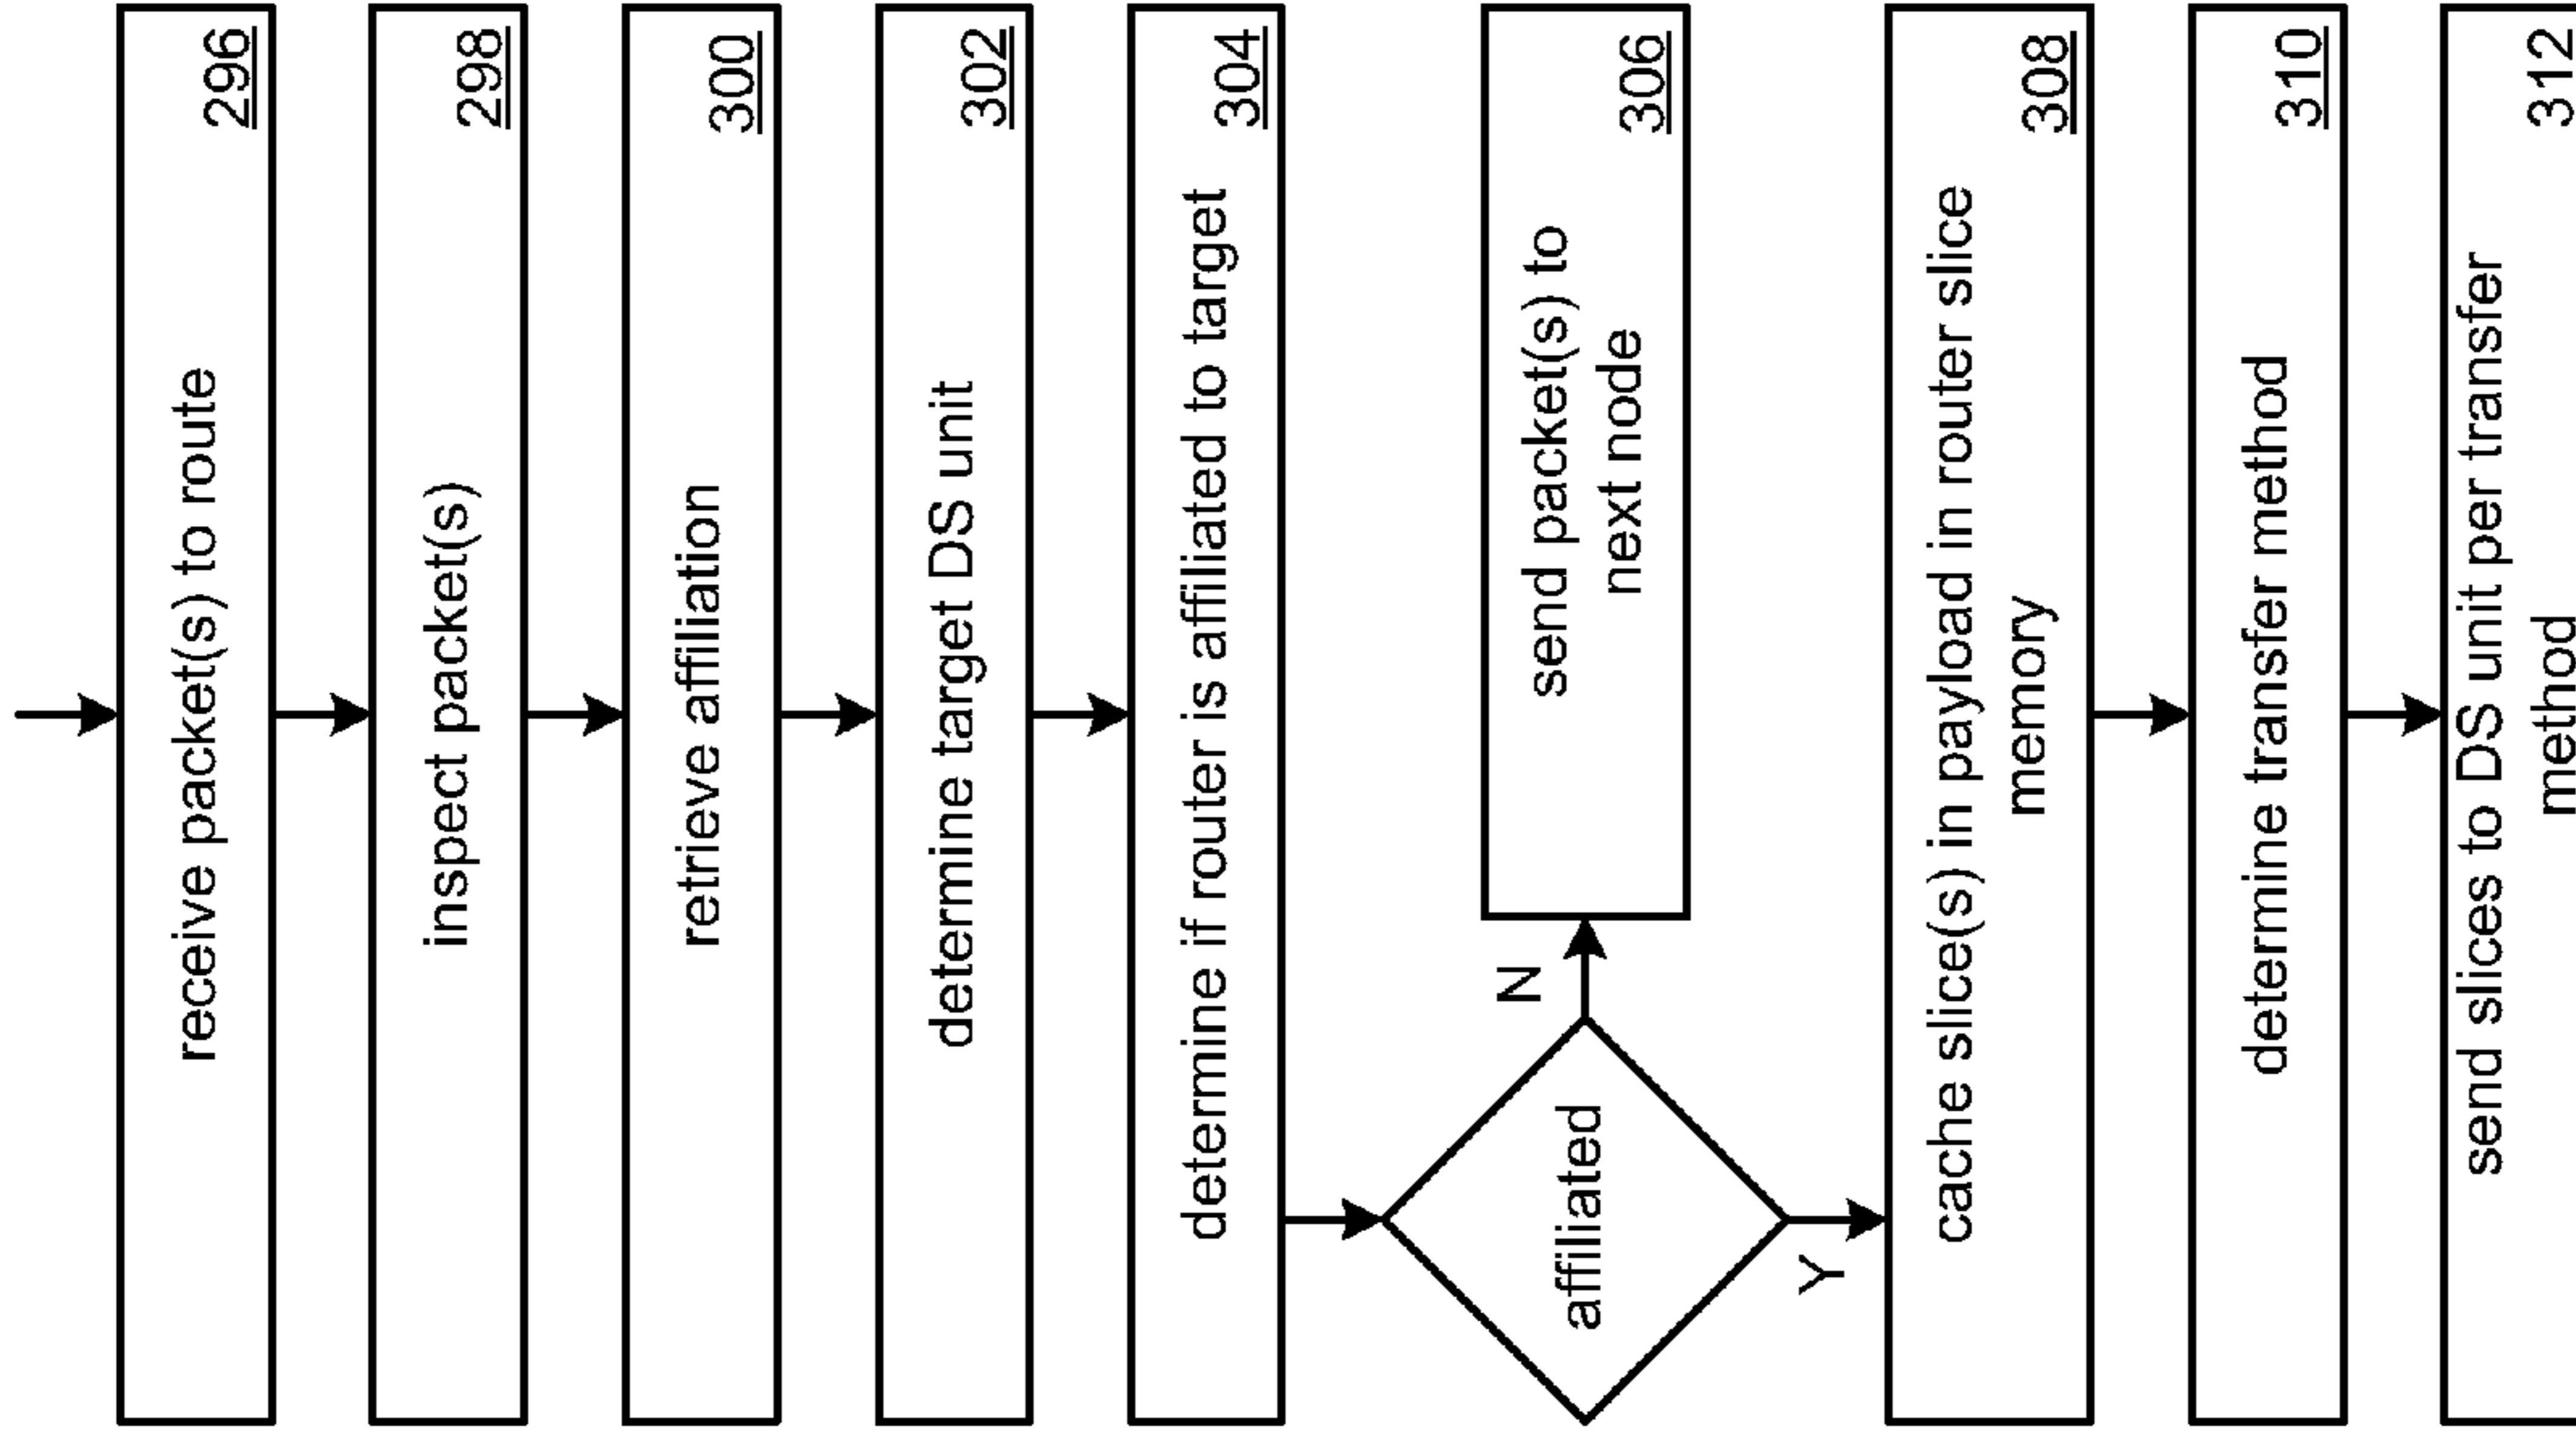 receive packet(s) to route
296
inspect packet(s)
298
retrieve affiliation
300
determine target DS unit
302
determine if router is affiliated to target
304
affiliated
N
send packet(s) to
next node
306
Y
cache slice(s) in payload in router slice
memory
308
determine transfer method
310
send slices to DS unit per transfer
method
312